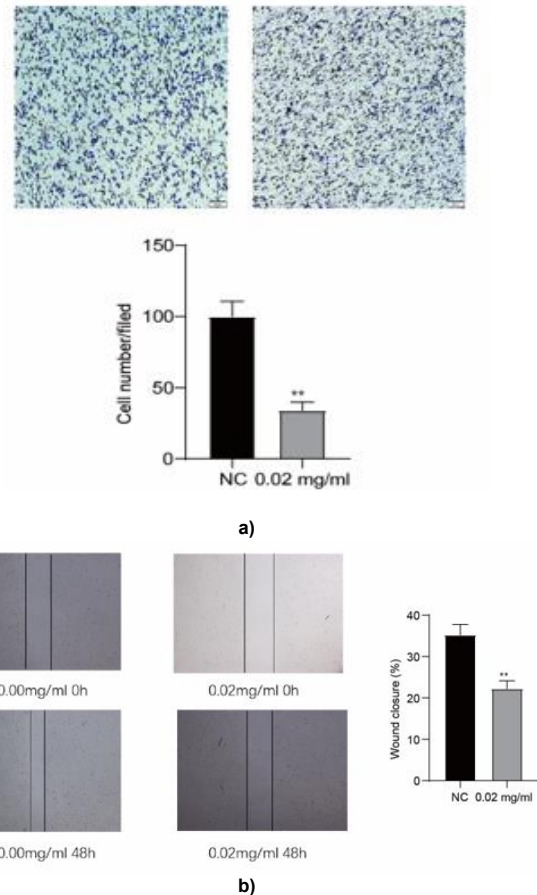 150
100
50
0
Cell number/filed
**
NC 0.02 mg/ml
a)
0.00mg/ml 0h
0.02mg/ml 0h
0.00mg/ml 48h
0.02mg/ml 48h
40
30
20
10
0
Wound closure (%)
**
NC 0.02 mg/ml
b)